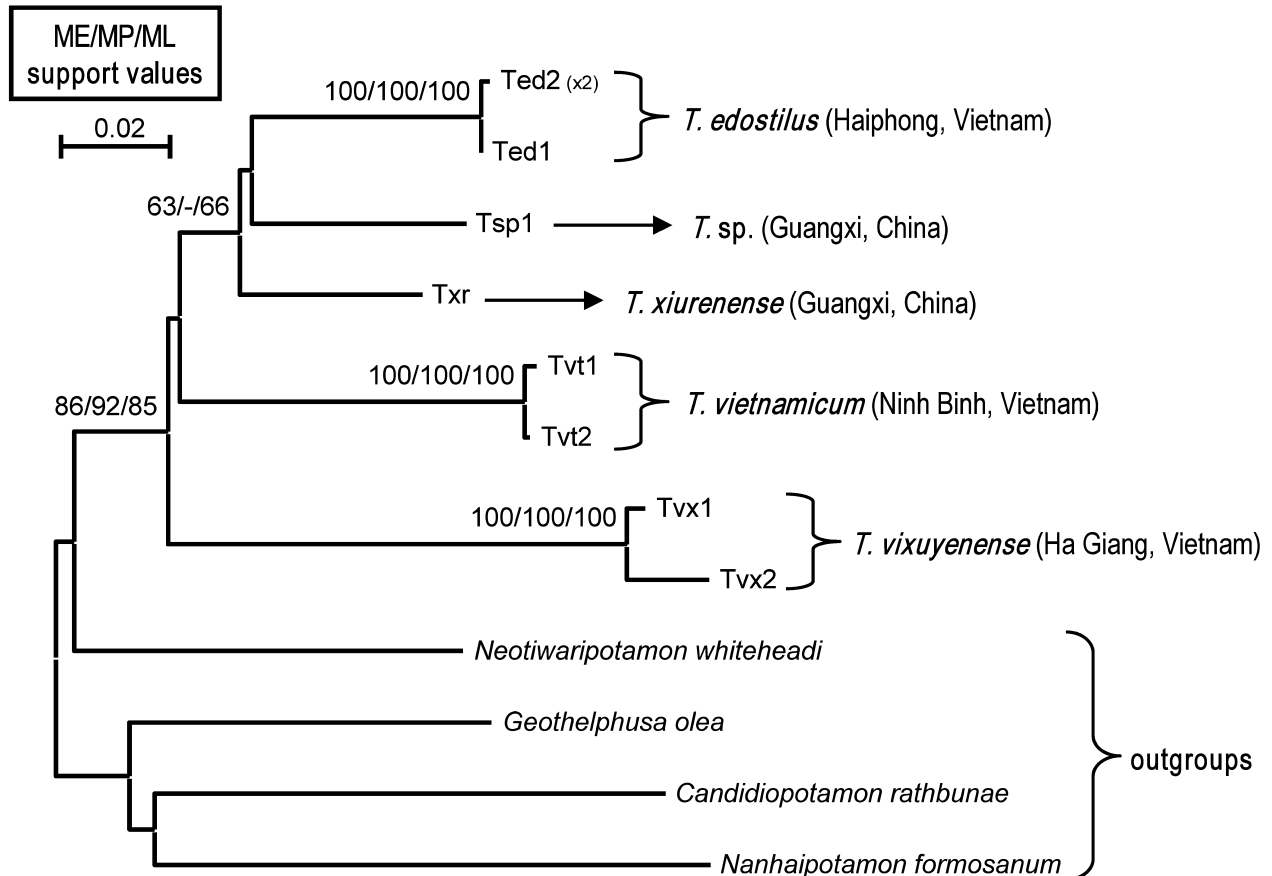 ME/MP/ML
support values
0.02
100/100/100
Ted2 (x2)
Ted1
T. edostilus (Haiphong, Vietnam)
63/-/66
Tsp1
T. sp. (Guangxi, China)
Txr
T. xiurenense (Guangxi, China)
100/100/100
Tvt1
Tvt2
T. vietnamicum (Ninh Binh, Vietnam)
86/92/85
100/100/100
Tvx1
Tvx2
T. vixuyenense (Ha Giang, Vietnam)
Neotiwaripotamon whiteheadi
Geothelphusa olea
outgroups
Candidiopotamon rathbunae
Nanhaipotamon formosanum